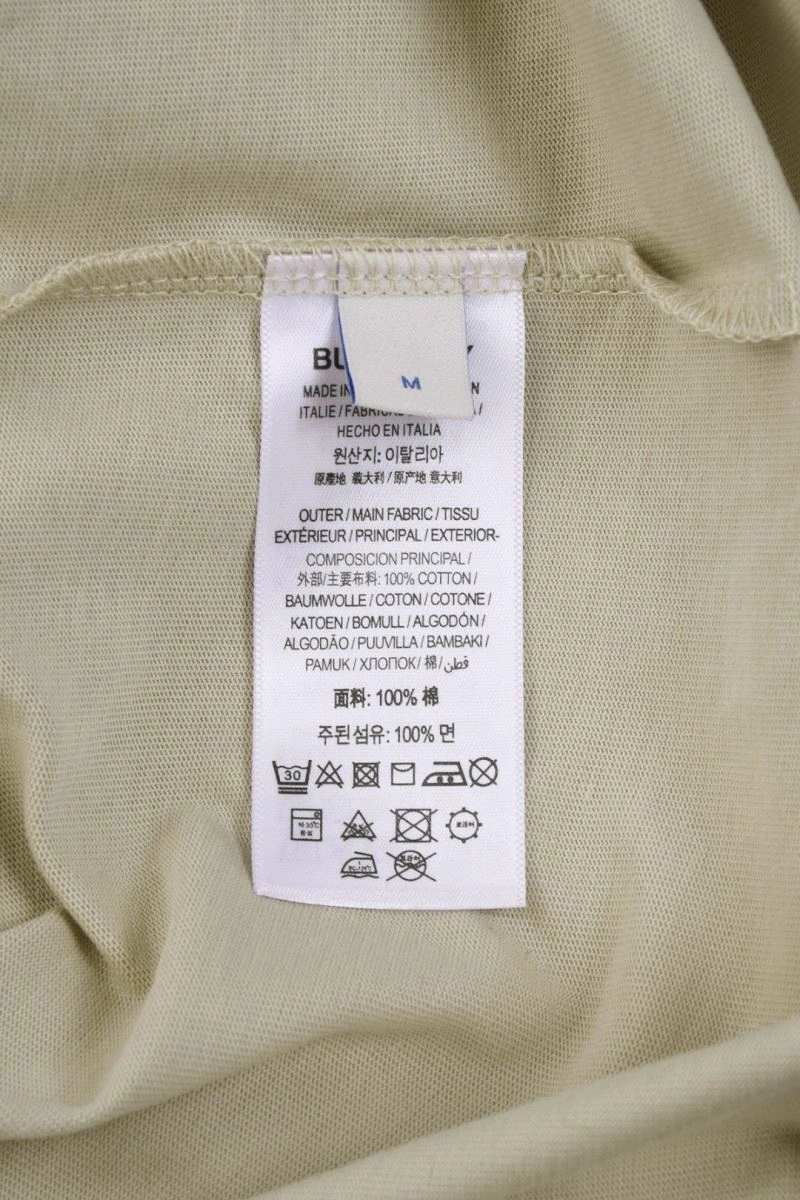 M
MADE IN
ITALIE / FABRICA
HECHO EN ITALIA
원산지: 이탈리아
原產地 義大利 / 原产地 意大利
OUTER / MAIN FABRIC / TISSU
EXTÉRIEUR / PRINCIPAL / EXTERIOR-
COMPOSICION PRINCIPAL /
外部/主要布料: 100% COTTON /
BAUMWOLLE / COTON / COTONE /
KATOEN / BOMULL / ALGODÓN /
ALGODÃO / PUUVILLA / BAMBAKI /
PAMUK / ХЛОПОК / 棉/قطن
面料: 100% 棉
주된섬유: 100% 면
30